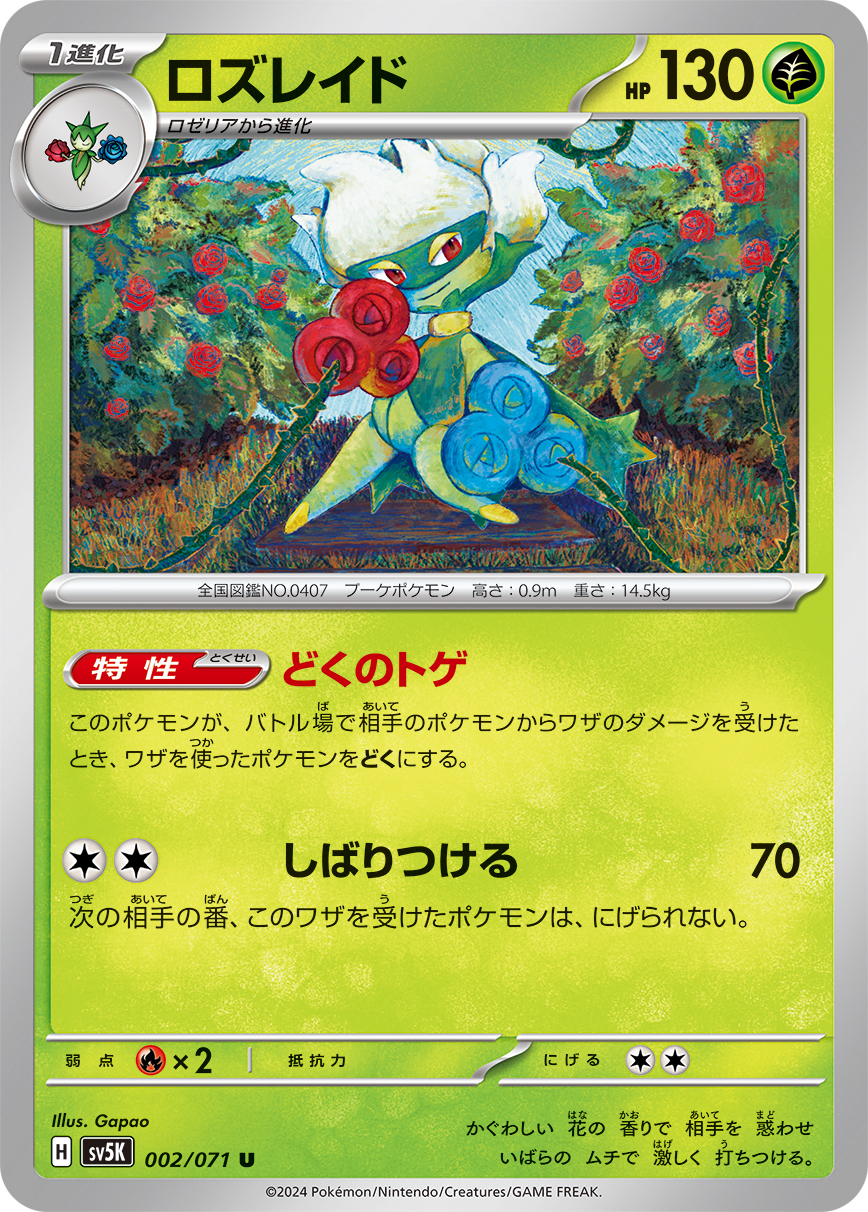 1進化
ロズレイド
HP 130
ロゼリアから進化
全国図鑑NO.0407 ブーケポケモン 高さ：0.9m 重さ：14.5kg
特性 とくせい どくのトゲ
このポケモンが、バトル場で相手のポケモンからワザのダメージを受けた
とき、ワザを使ったポケモンをどくにする。
しばりつける 70
次の相手の番、このワザを受けたポケモンは、にげられない。
弱点 ×2 抵抗力 にげる
Illus. Gapao
かぐわしい 花の 香りで 相手を 惑わせ
いばらの ムチで 激しく 打ちつける。
H sv5K 002/071 U
©2024 Pokémon/Nintendo/Creatures/GAME FREAK.